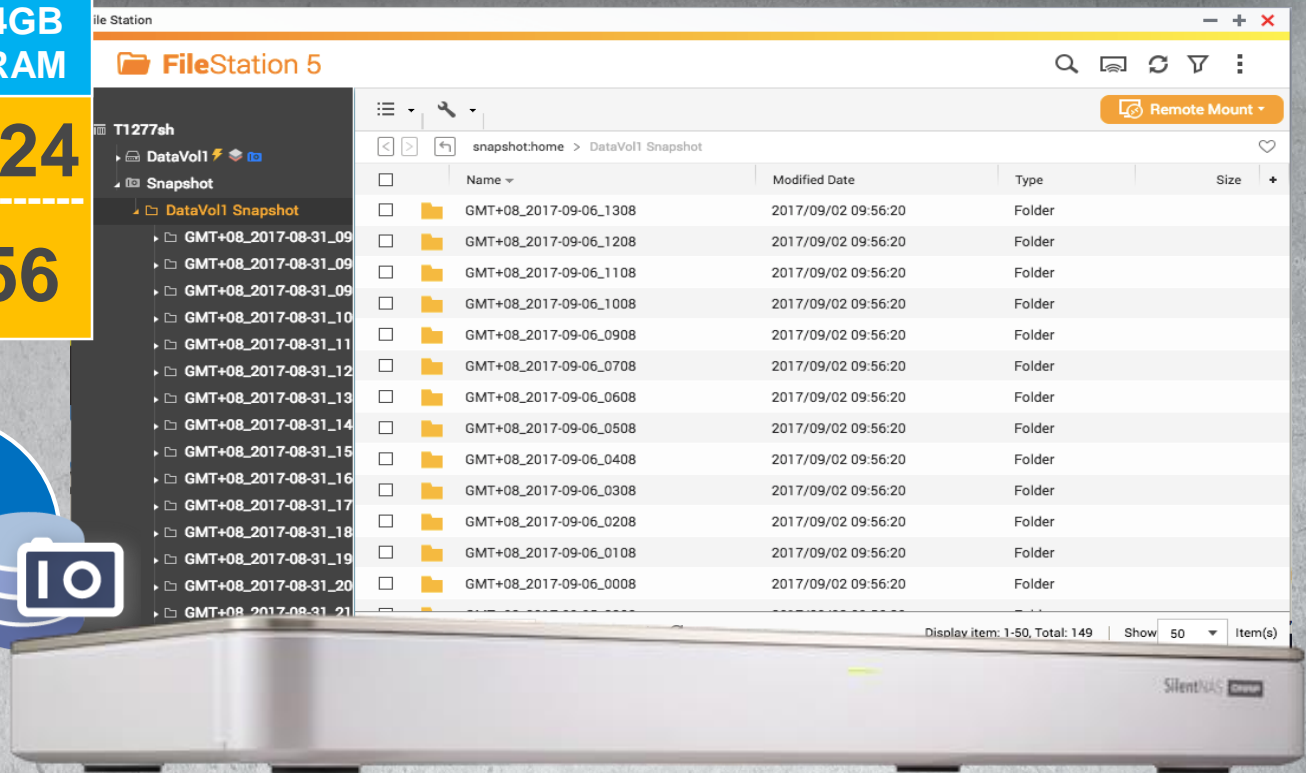 4GB
RAM
24
56
ile Station
FileStation 5
T1277sh
DataVol1
Snapshot
DataVol1 Snapshot
GMT+08_2017-08-31_09
GMT+08_2017-08-31_09
GMT+08_2017-08-31_09
GMT+08_2017-08-31_10
GMT+08_2017-08-31_11
GMT+08_2017-08-31_12
GMT+08_2017-08-31_13
GMT+08_2017-08-31_14
GMT+08_2017-08-31_15
GMT+08_2017-08-31_16
GMT+08_2017-08-31_17
GMT+08_2017-08-31_18
GMT+08_2017-08-31_19
GMT+08_2017-08-31_20
GMT+08_2017-08-31_21
Remote Mount
snapshot:home > DataVol1 Snapshot
Name Modified Date Type Size +
GMT+08_2017-09-06_1308 2017/09/02 09:56:20 Folder
GMT+08_2017-09-06_1208 2017/09/02 09:56:20 Folder
GMT+08_2017-09-06_1108 2017/09/02 09:56:20 Folder
GMT+08_2017-09-06_1008 2017/09/02 09:56:20 Folder
GMT+08_2017-09-06_0908 2017/09/02 09:56:20 Folder
GMT+08_2017-09-06_0708 2017/09/02 09:56:20 Folder
GMT+08_2017-09-06_0608 2017/09/02 09:56:20 Folder
GMT+08_2017-09-06_0508 2017/09/02 09:56:20 Folder
GMT+08_2017-09-06_0408 2017/09/02 09:56:20 Folder
GMT+08_2017-09-06_0308 2017/09/02 09:56:20 Folder
GMT+08_2017-09-06_0208 2017/09/02 09:56:20 Folder
GMT+08_2017-09-06_0108 2017/09/02 09:56:20 Folder
GMT+08_2017-09-06_0008 2017/09/02 09:56:20 Folder
Display item: 1-50, Total: 149 | Show 50 Item(s)
SilentNAS QNAP